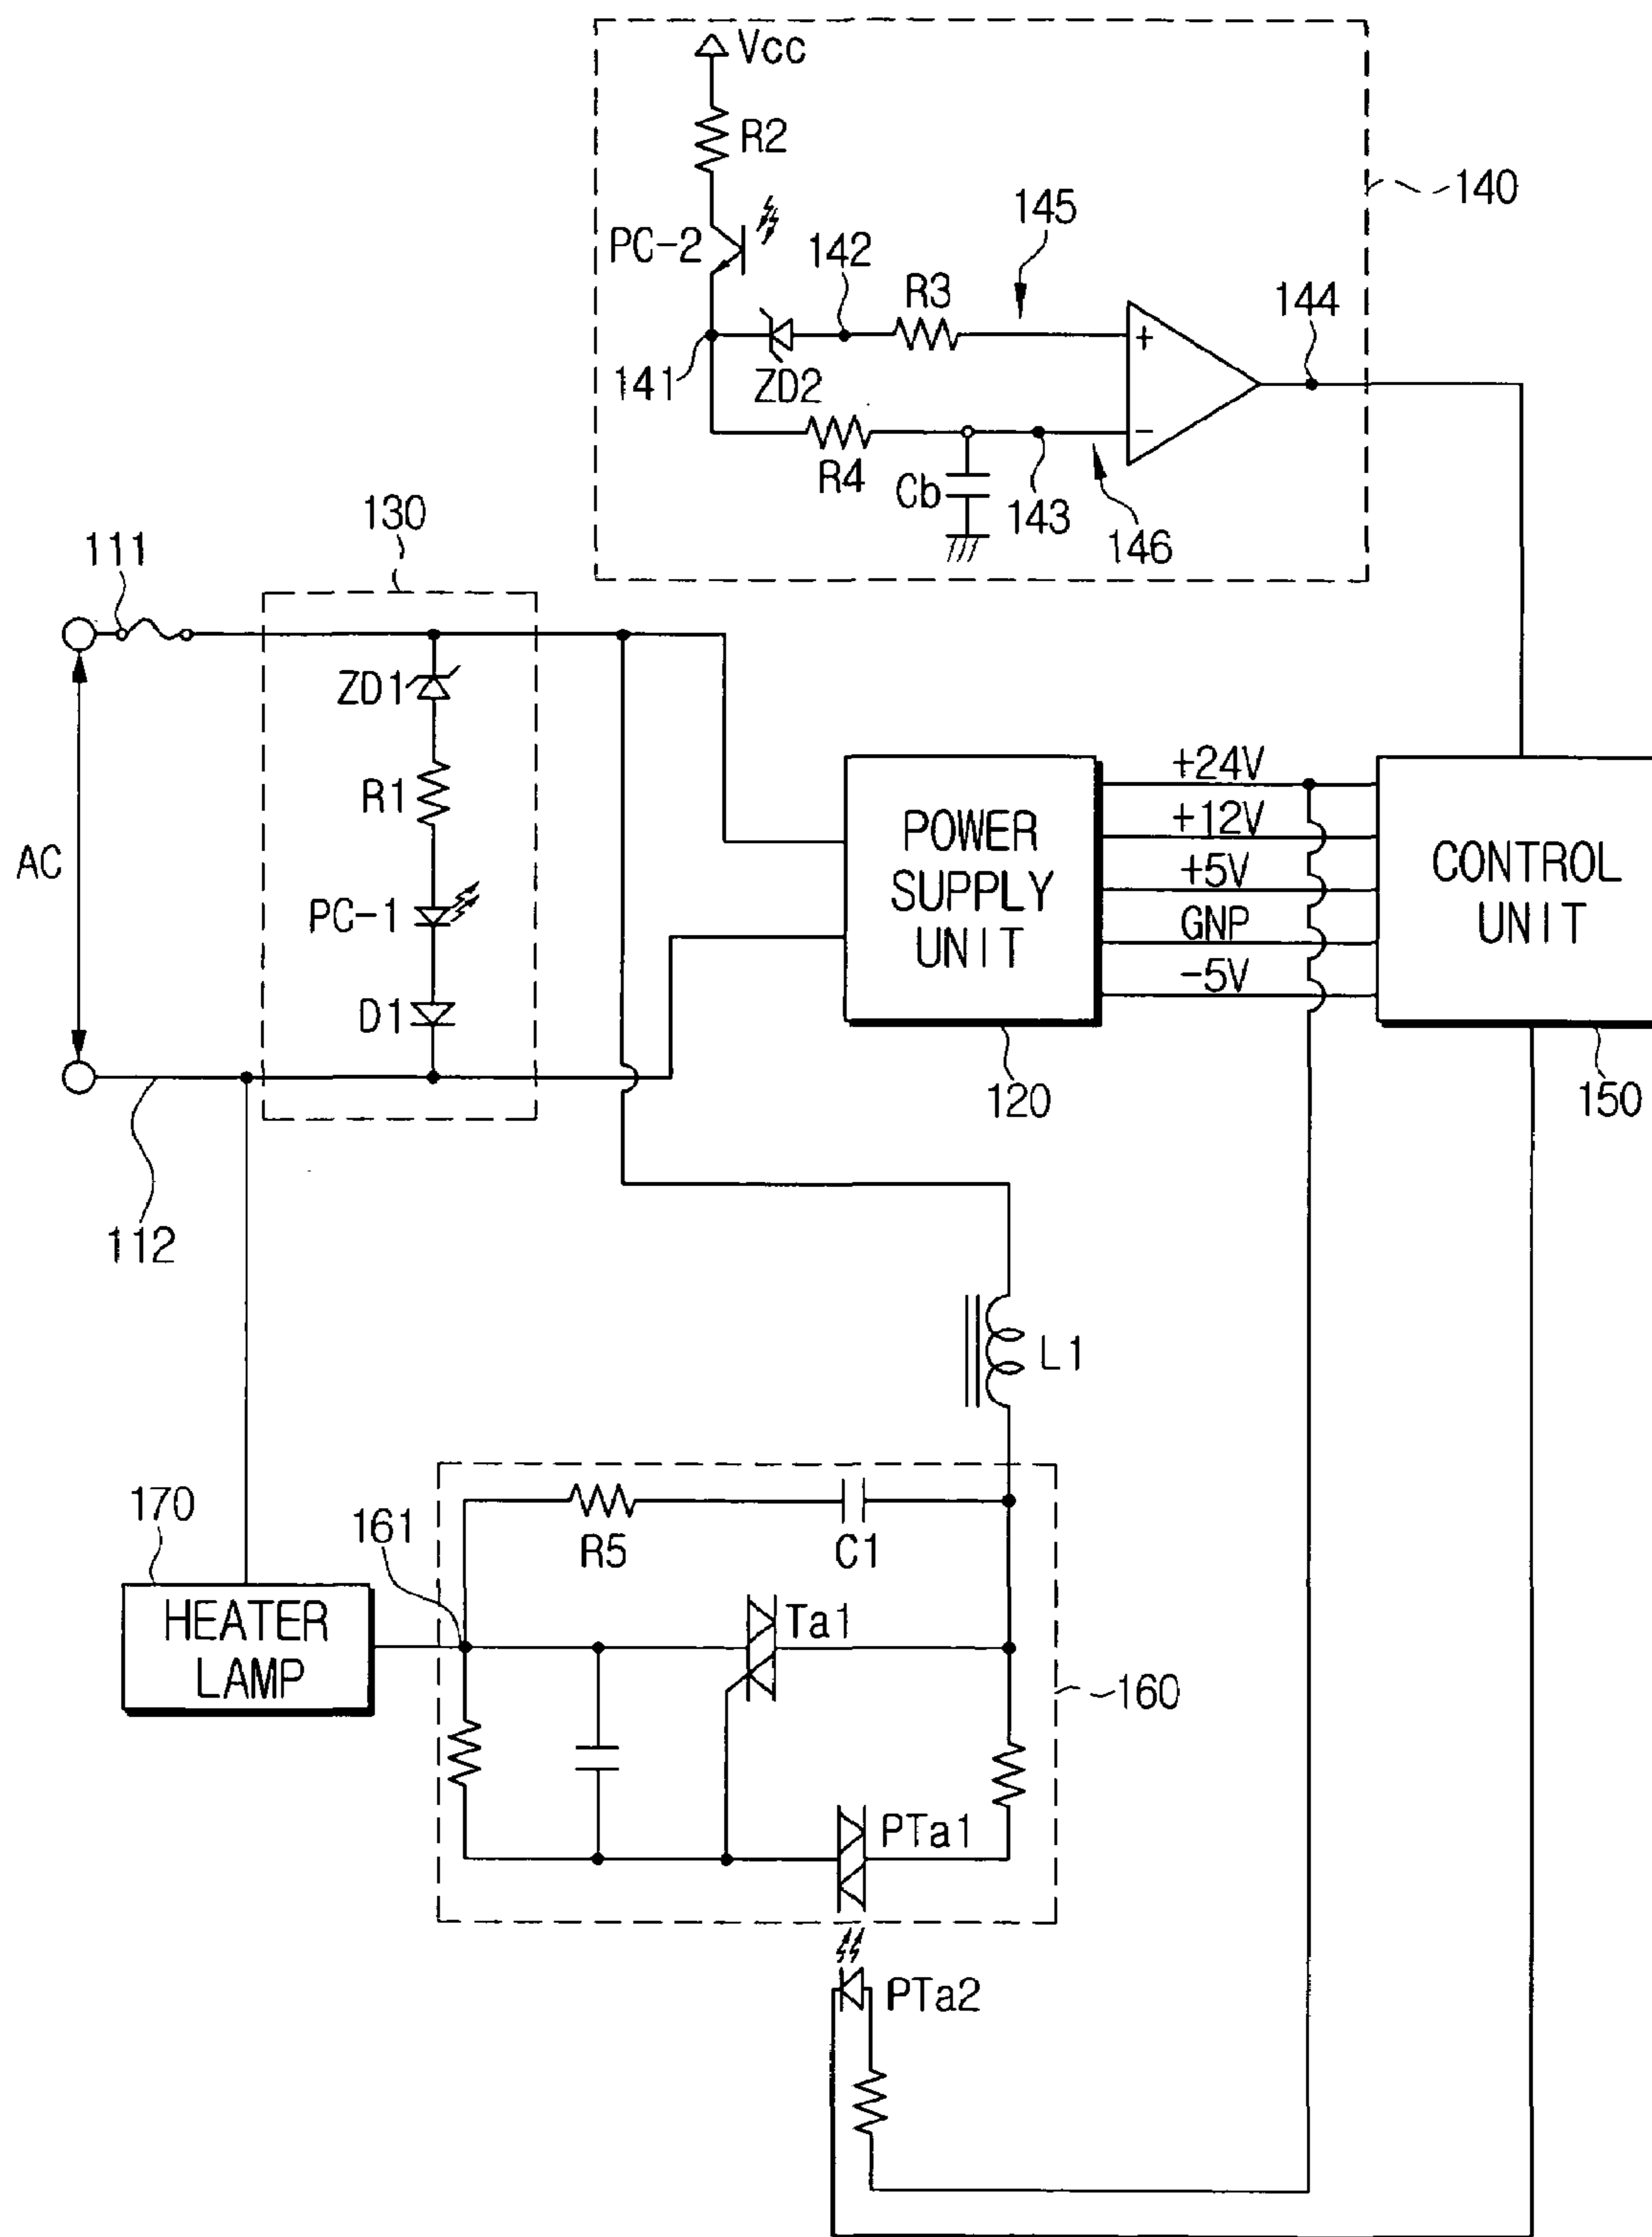 Vcc
R2
140
145
PC-2
142
R3
144
+
141
ZD2
−
R4
Cb
143
146
130
111
ZD1
+24V
R1
POWER
SUPPLY
UNIT
+12V
CONTROL
UNIT
AC
+5V
PC-1
GNP
-5V
D1
120
150
112
L1
170
161
R5
C1
HEATER
LAMP
Ta1
160
PTa1
PTa2